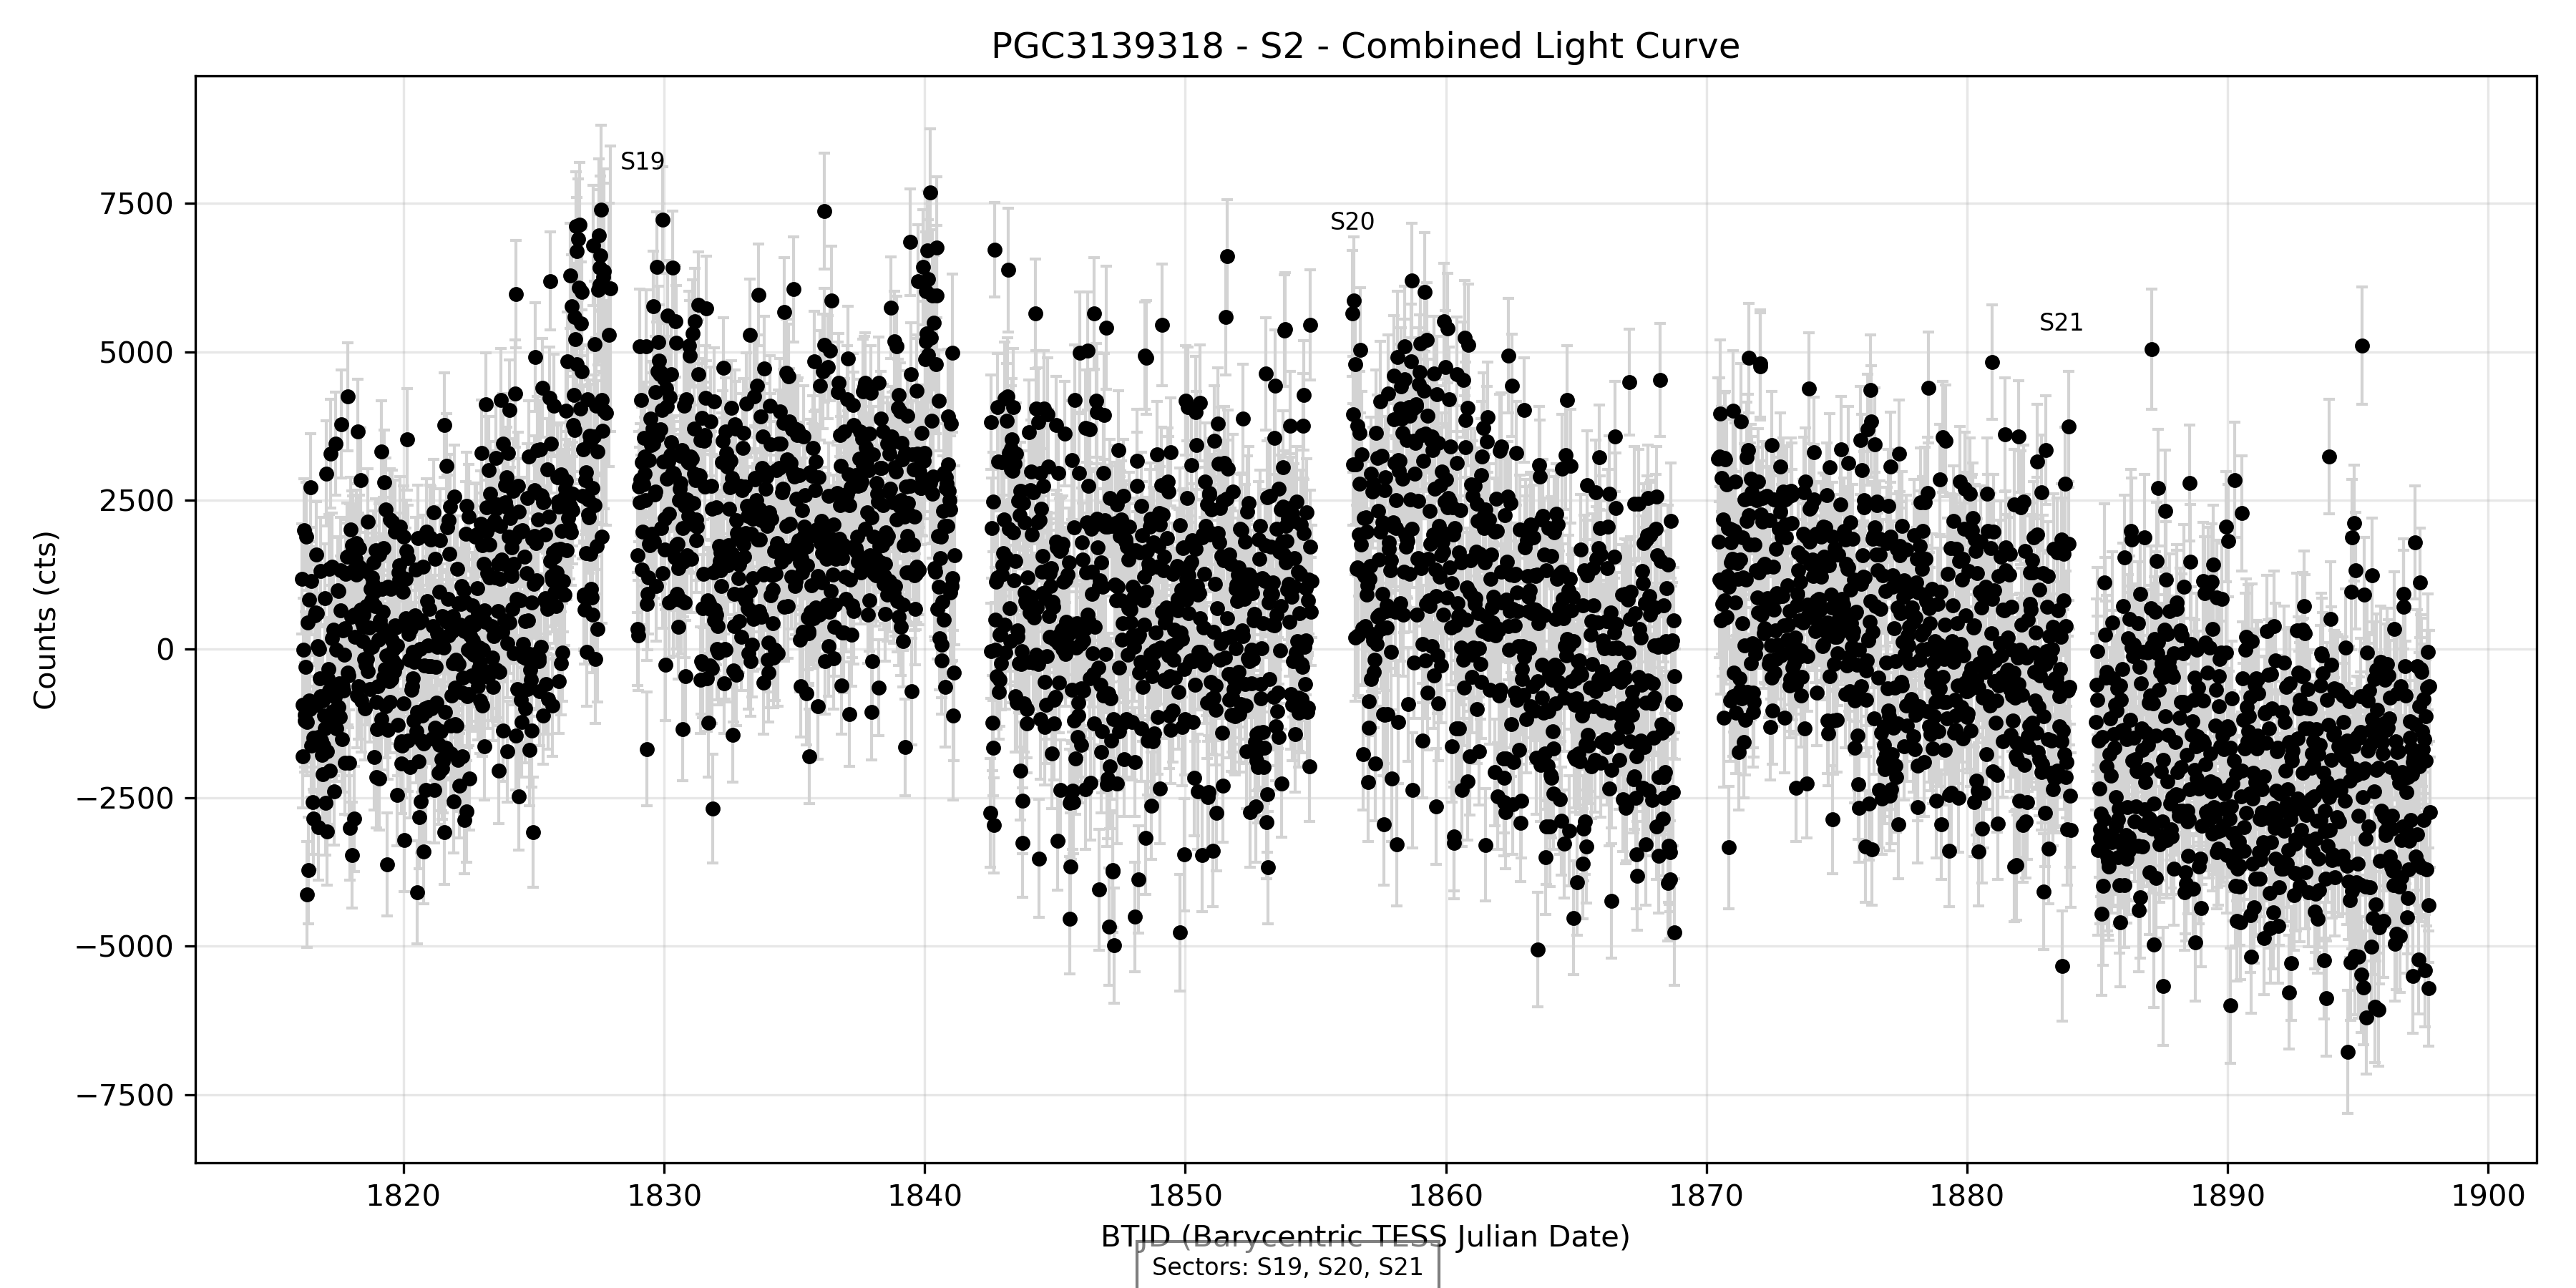 PGC3139318 - S2 - Combined Light Curve
S19
S20
S21
7500
5000
2500
0
−2500
−5000
−7500
Counts (cts)
1820 1830 1840 1850 1860 1870 1880 1890 1900
BTJD (Barycentric TESS Julian Date)
Sectors: S19, S20, S21